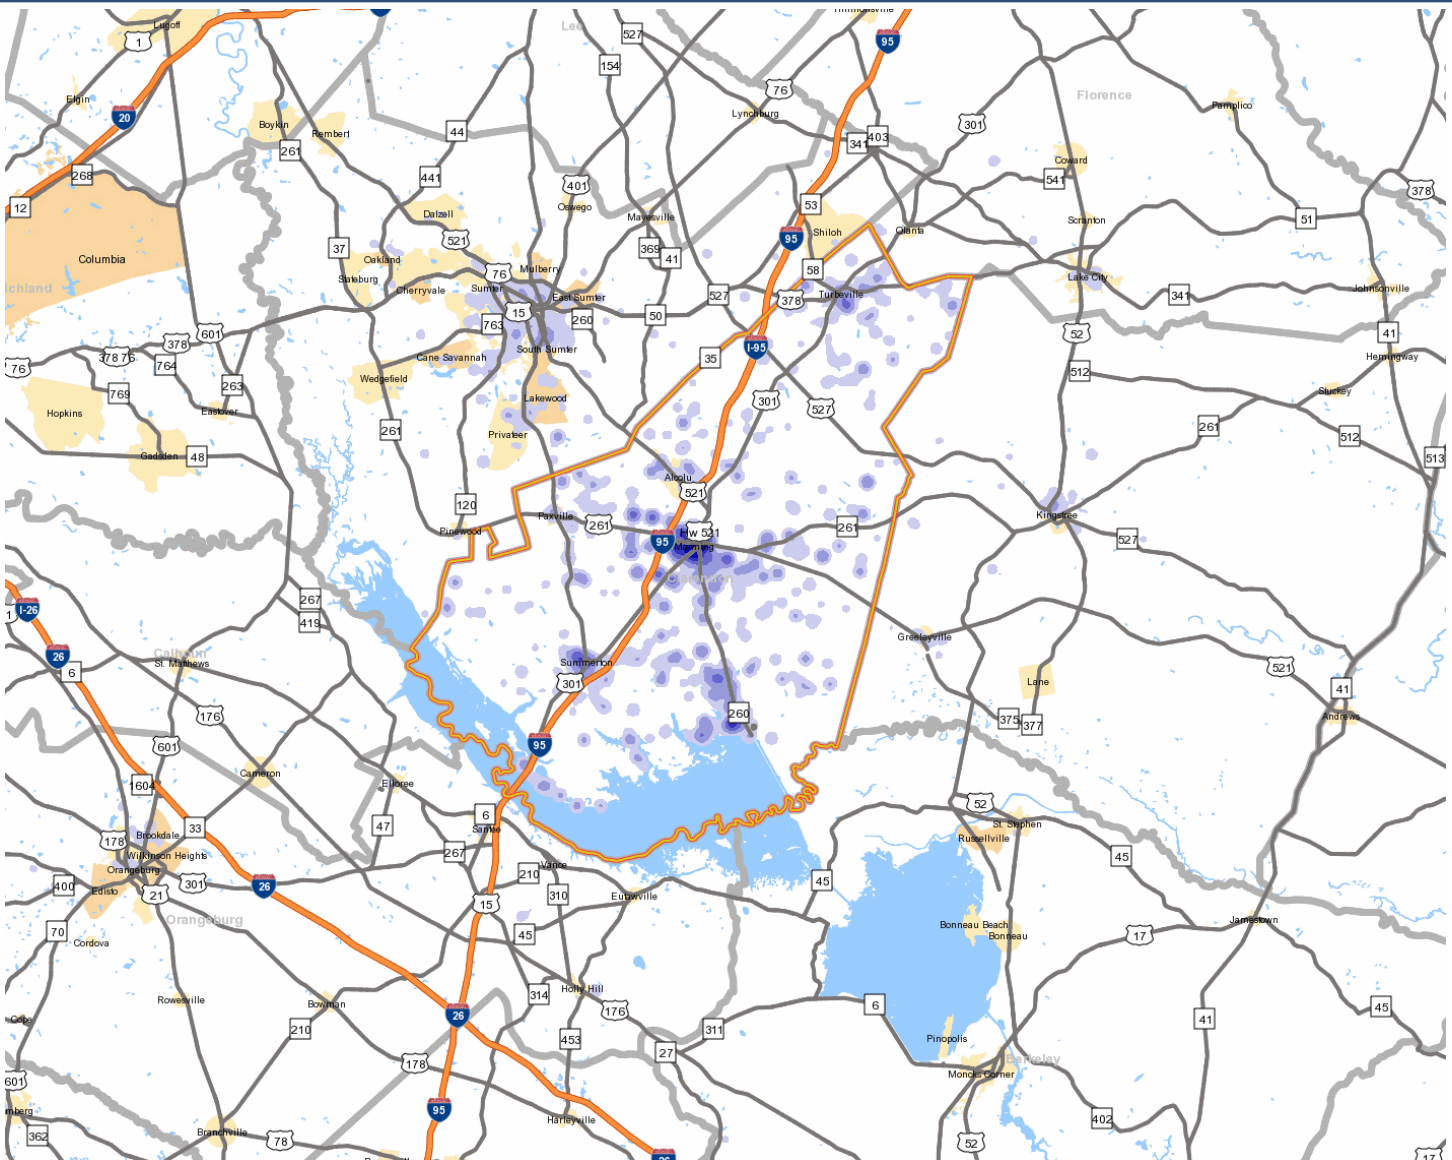 Lugoff
Lee
Timmonsville
527
95
1
154
76
Elgin
20
Lynchburg
Florence
Pamplico
Boykin
Rembert
44
301
403
341
261
Coward
268
441
401
541
378
12
Dalzell
Oswego
Mayesville
53
Scranton
51
Shiloh
Olanta
Columbia
37
521
369
41
95
Oakland
76
Mulberry
58
Stateburg
Cherryvale
Sumter
East Sumter
527
378
Turbeville
Lake City
341
Johnsonville
15
260
50
601
763
52
41
378
South Sumter
I-95
Hemingway
378 76
76
764
35
Cane Savannah
769
263
Wedgefield
512
Hopkins
Eastover
Lakewood
301
527
261
261
Privateer
512
Gadsden
48
513
Alcolu
521
120
Pinewood
Paxville
261
Kingstree
95
Hw 521
Manning
261
527
Clarendon
267
I-26
1
419
Greeleyville
26
Calhoun
St. Matthews
6
Summerton
521
301
Lane
41
176
260
375
377
Andrews
601
95
Cameron
Elloree
1604
52
6
Santee
47
St. Stephen
178
Brookdale
33
Russellville
Wilkinson Heights
267
45
Orangeburg
Vance
210
400
Edisto
301
26
21
310
Eutawville
45
15
Orangeburg
Jamestown
70
45
Bonneau Beach
Bonneau
17
Cordova
Rowesville
Bowman
314
Holly Hill
176
6
45
Cope
26
210
311
41
453
27
Pinopolis
178
Berkeley
Moncks Corner
601
95
402
362
Branchville
78
Harleyville
52
26
17